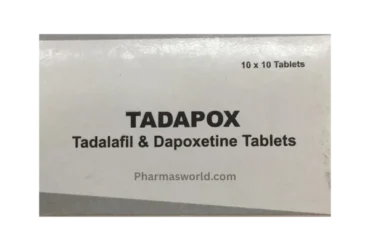 10 x 10 Tablets
TADAPOX
Tadalafil & Dapoxetine Tablets
Pharmasworld.com